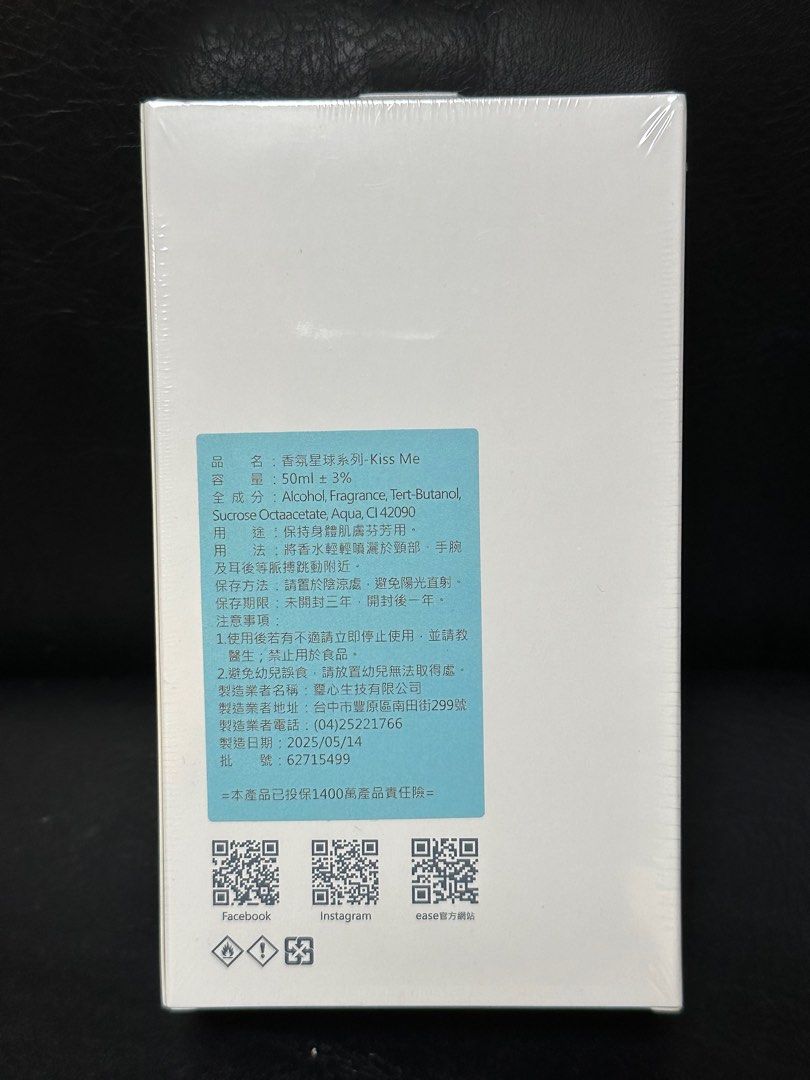 品　　名：香氛星球系列-Kiss Me
容　　量：50ml ± 3%
全 成 分：Alcohol, Fragrance, Tert-Butanol,
Sucrose Octaacetate, Aqua, CI 42090
用　　途：保持身體肌膚芬芳用。
用　　法：將香水輕輕噴灑於頸部、手腕
及耳後等脈搏跳動附近。
保存方法：請置於陰涼處，避免陽光直射。
保存期限：未開封三年，開封後一年。
注意事項：
1.使用後若有不適請立即停止使用，並請教
醫生；禁止用於食品。
2.避免幼兒誤食，請放置幼兒無法取得處。
製造業者名稱：璽心生技有限公司
製造業者地址：台中市豐原區南田街299號
製造業者電話：(04)25221766
製造日期：2025/05/14
批　　號：62715499
=本產品已投保1400萬產品責任險=
Facebook
Instagram
ease官方網站